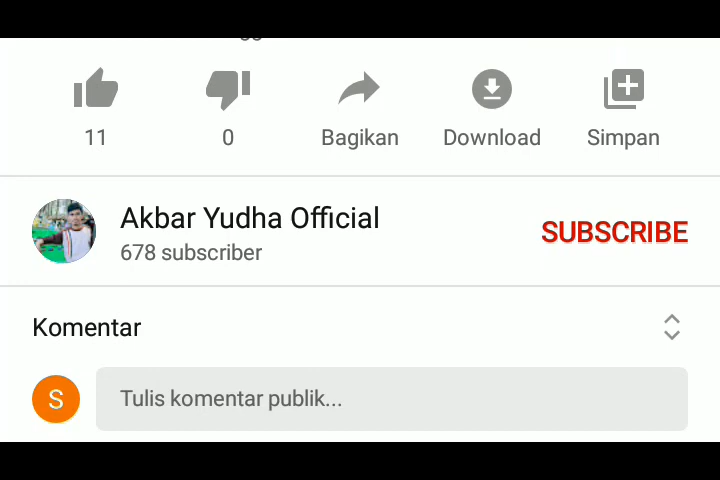 11
0
Bagikan
Download
Simpan
Akbar Yudha Official
678 subscriber
SUBSCRIBE
Komentar
S
Tulis komentar publik...